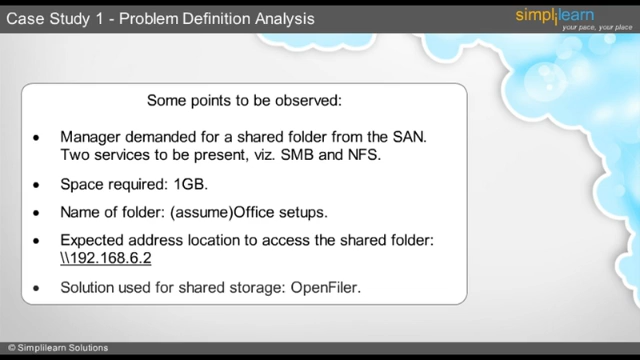 Case Study 1 - Problem Definition Analysis
simplilearn
your pace, your place
Some points to be observed:
• Manager demanded for a shared folder from the SAN.
Two services to be present, viz. SMB and NFS.
• Space required: 1GB.
• Name of folder: (assume)Office setups.
• Expected address location to access the shared folder:
\\192.168.6.2
• Solution used for shared storage: OpenFiler.
© Simplilearn Solutions